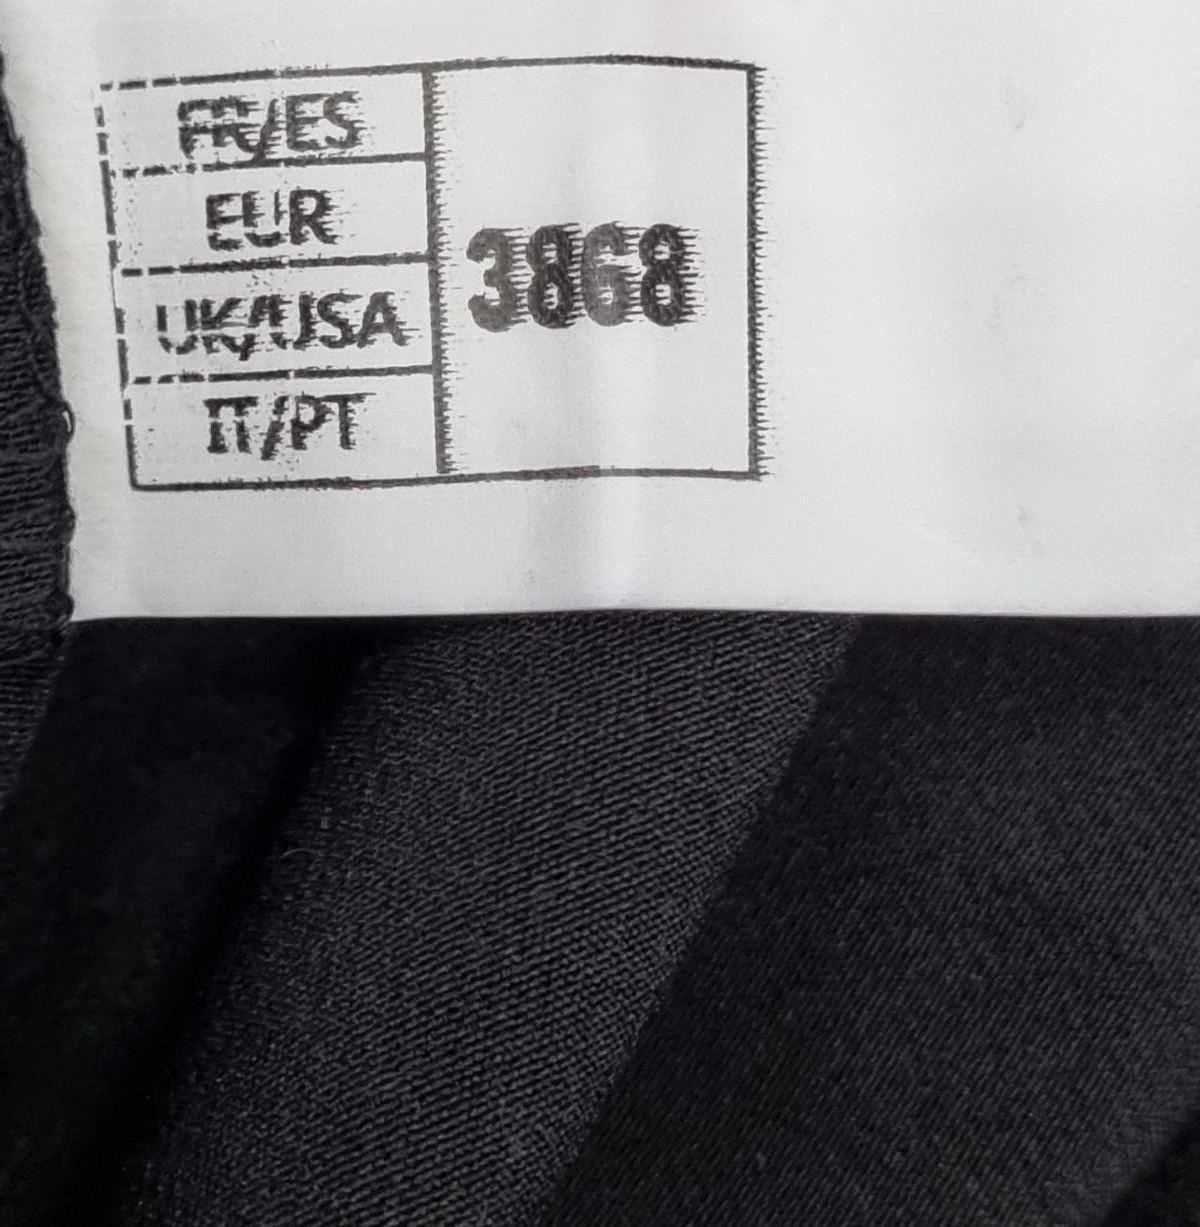 FR/ES
EUR
UK/USA
IT/PT
3868